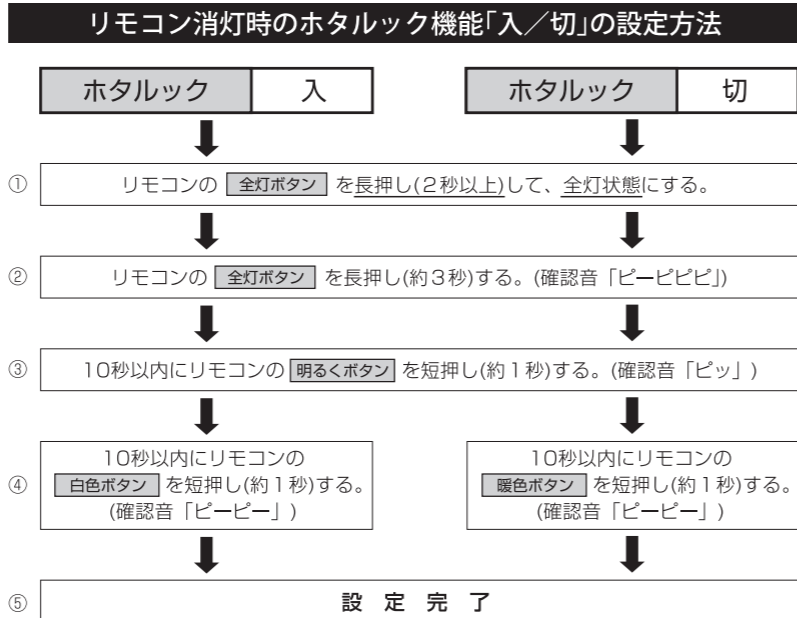 リモコン消灯時のホタルック機能「入／切」の設定方法
ホタルック 入
ホタルック 切
① リモコンの 全灯ボタン を長押し(２秒以上)して、全灯状態にする。
② リモコンの 全灯ボタン を長押し(約３秒)する。(確認音「ピーピピピ」)
③ 10秒以内にリモコンの 明るくボタン を短押し(約１秒)する。(確認音「ピッ」)
④
10秒以内にリモコンの
白色ボタン を短押し(約１秒)する。
(確認音「ピーピー」)
10秒以内にリモコンの
暖色ボタン を短押し(約１秒)する。
(確認音「ピーピー」)
⑤ 設 定 完 了